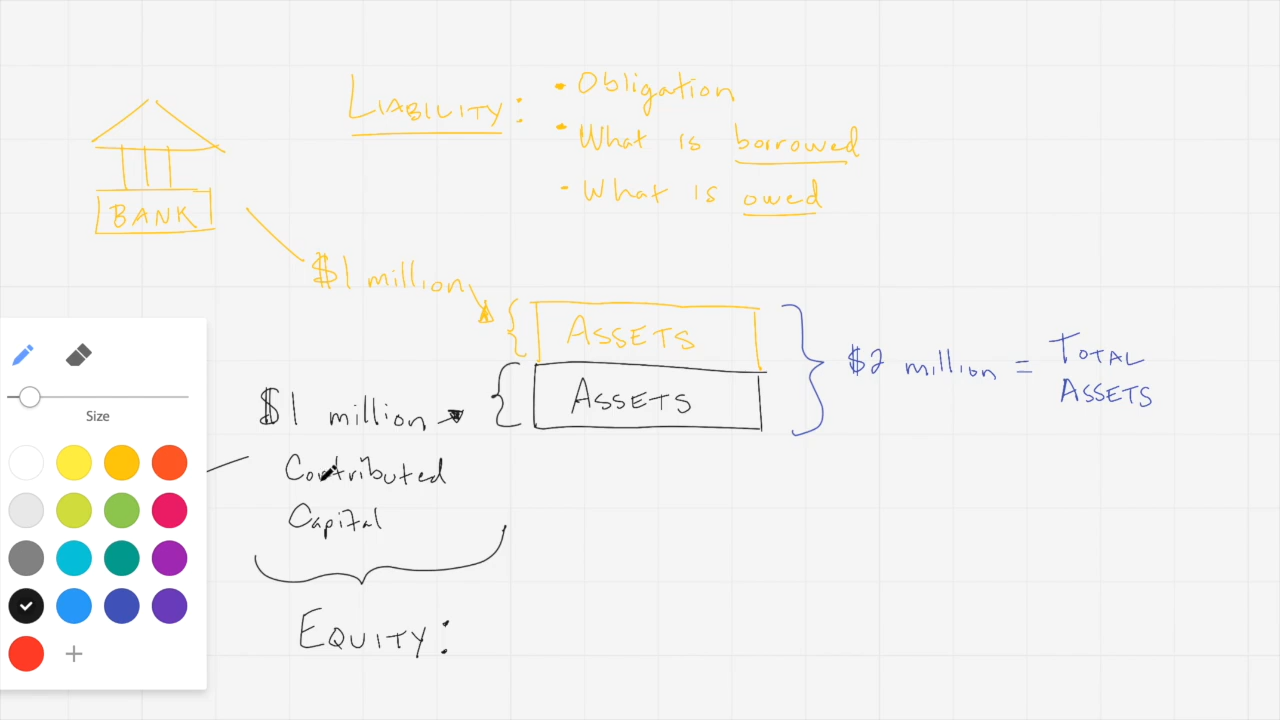 LIABILITY:
• Obligation
• What is borrowed
• What is owed
BANK
$1 million
ASSETS
$2 million = TOTAL ASSETS
$1 million
ASSETS
Contributed
Capital
EQUITY:
Size